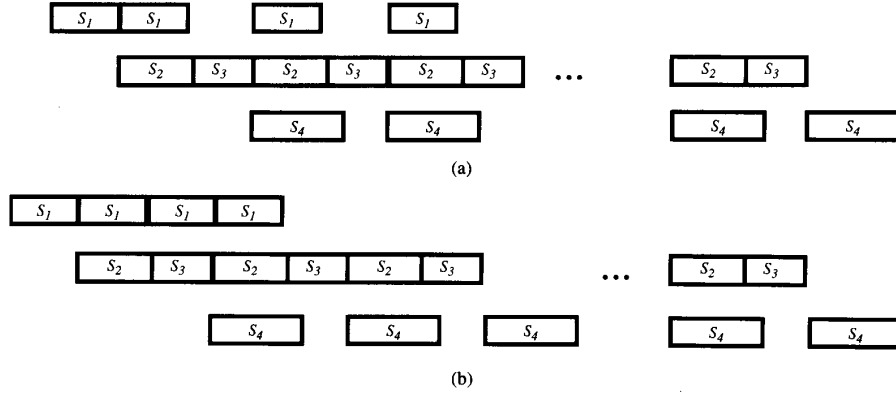 S1 S1 S1 S1
S2 S3 S2 S3 S2 S3 ... S2 S3
S4 S4 S4 S4
(a)
S1 S1 S1 S1
S2 S3 S2 S3 S2 S3 ... S2 S3
S4 S4 S4 S4 S4
(b)